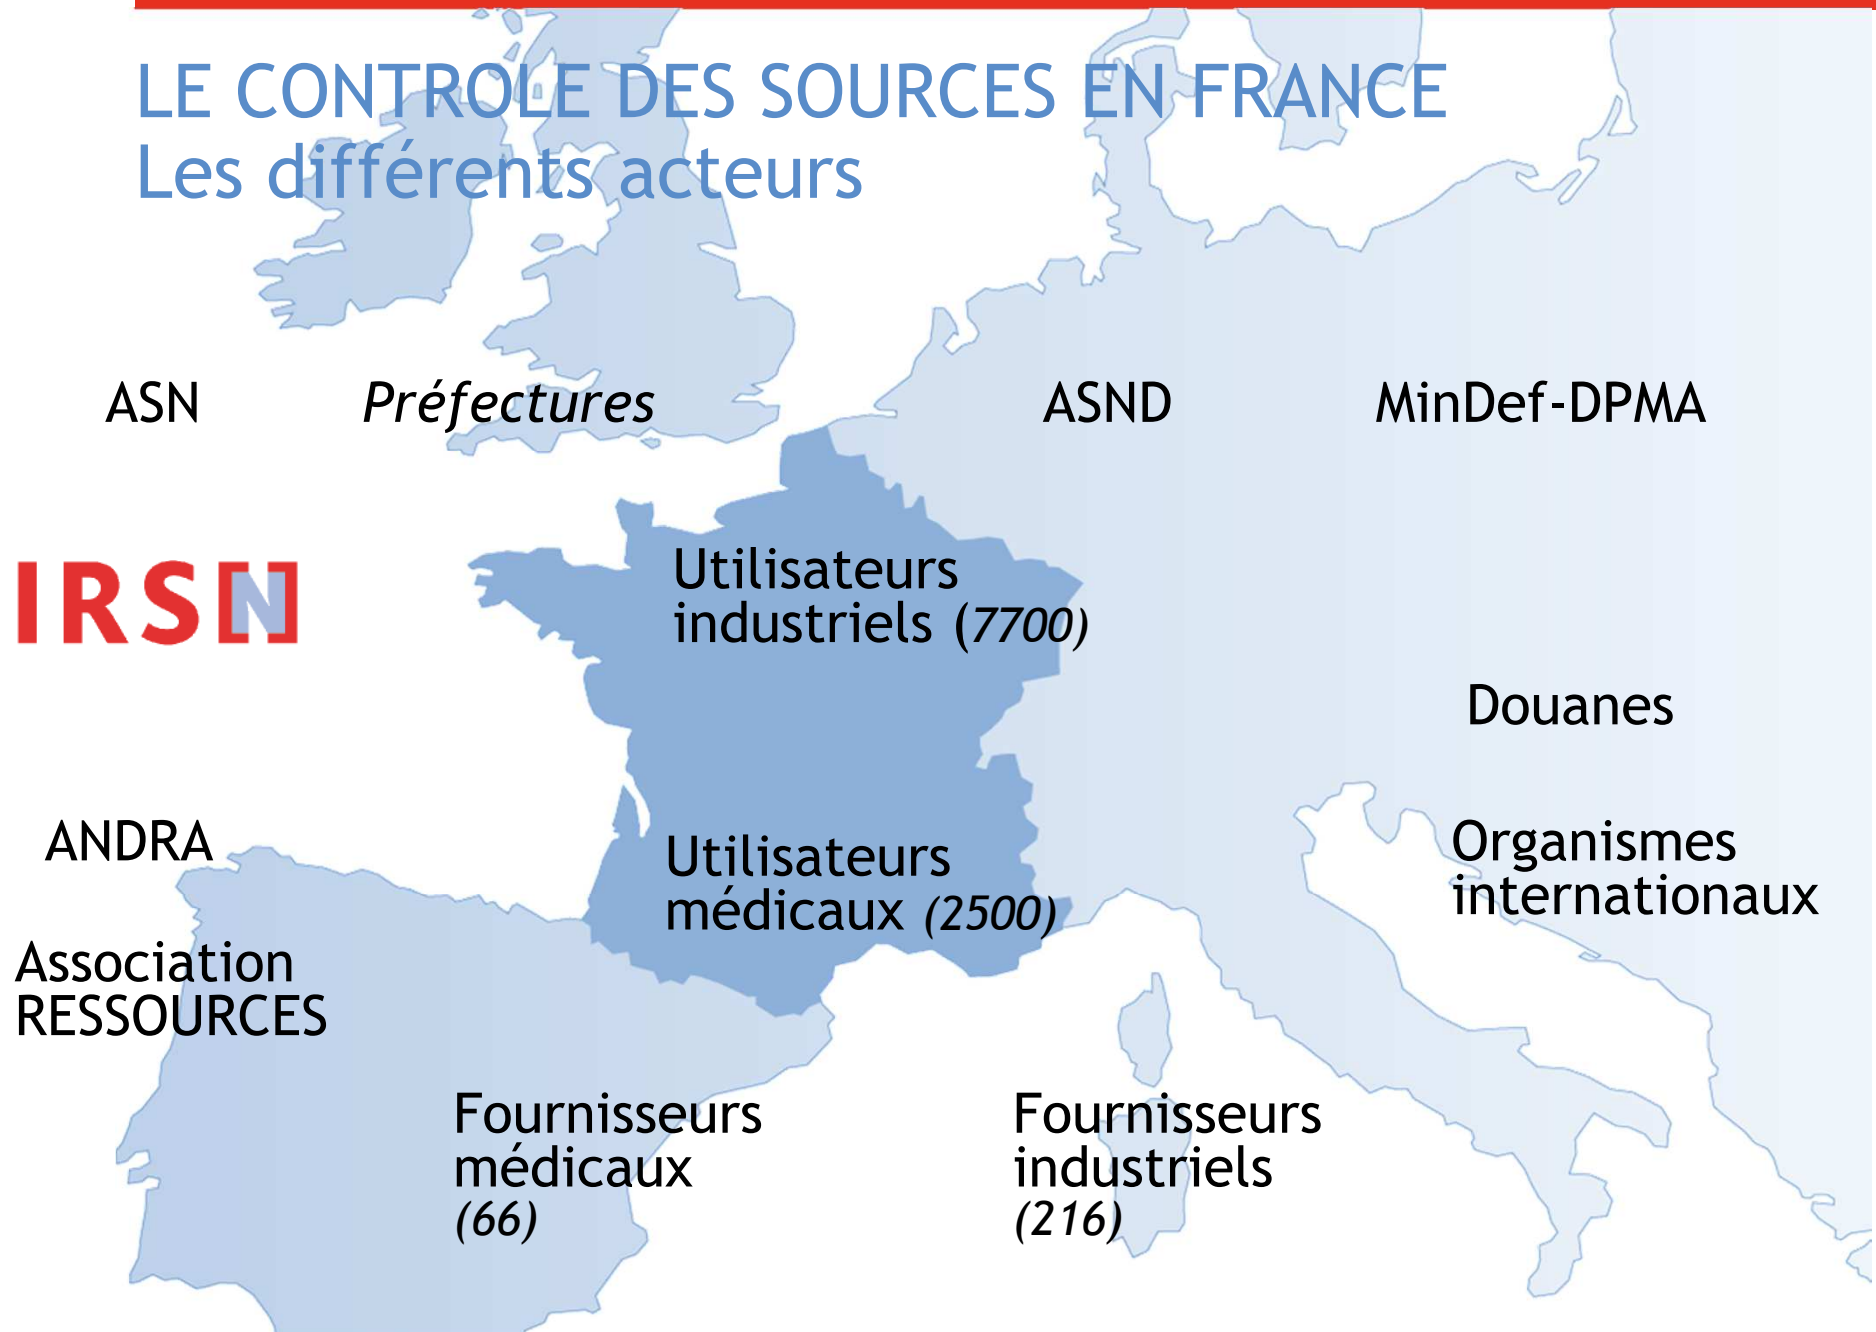 LE CONTROLE DES SOURCES EN FRANCE
Les différents acteurs
ASN
Préfectures
ASND
MinDef-DPMA
IRSN
Utilisateurs
industriels (7700)
Douanes
ANDRA
Utilisateurs
médicaux (2500)
Organismes
internationaux
Association
RESSOURCES
Fournisseurs
médicaux
(66)
Fournisseurs
industriels
(216)